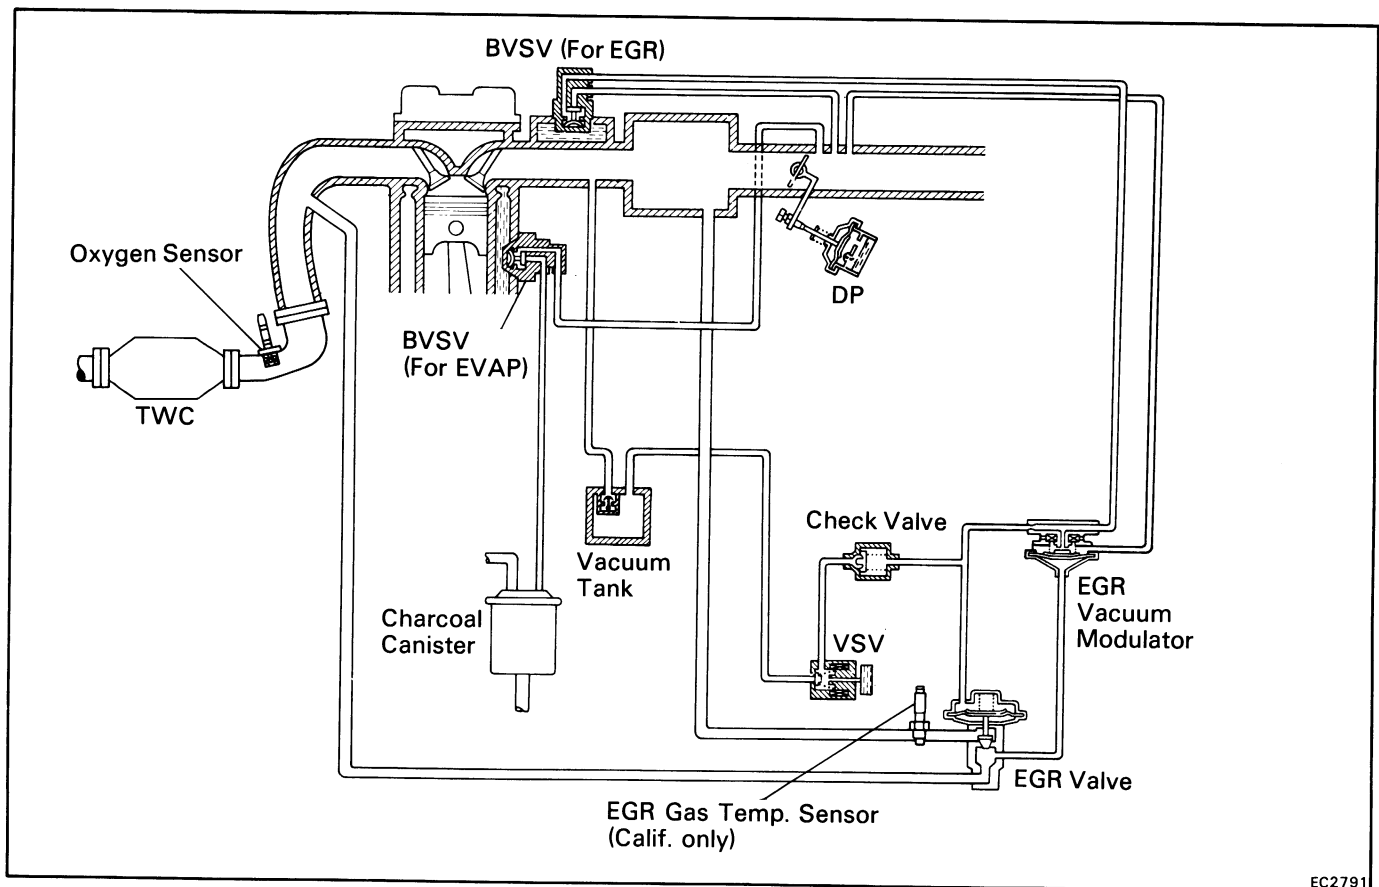 BVSV (For EGR)
Oxygen Sensor
DP
BVSV
(For EVAP)
TWC
Check Valve
Vacuum
Tank
EGR
Vacuum
Modulator
Charcoal
Canister
VSV
EGR Valve
EGR Gas Temp. Sensor
(Calif. only)
EC2791